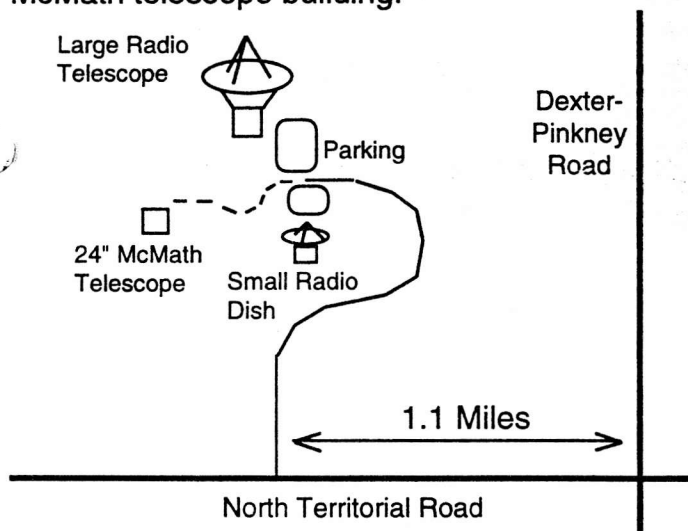 McMath telescope building.
Large Radio
Telescope
Dexter-
Pinkney
Road
Parking
24" McMath
Telescope
Small Radio
Dish
1.1 Miles
North Territorial Road